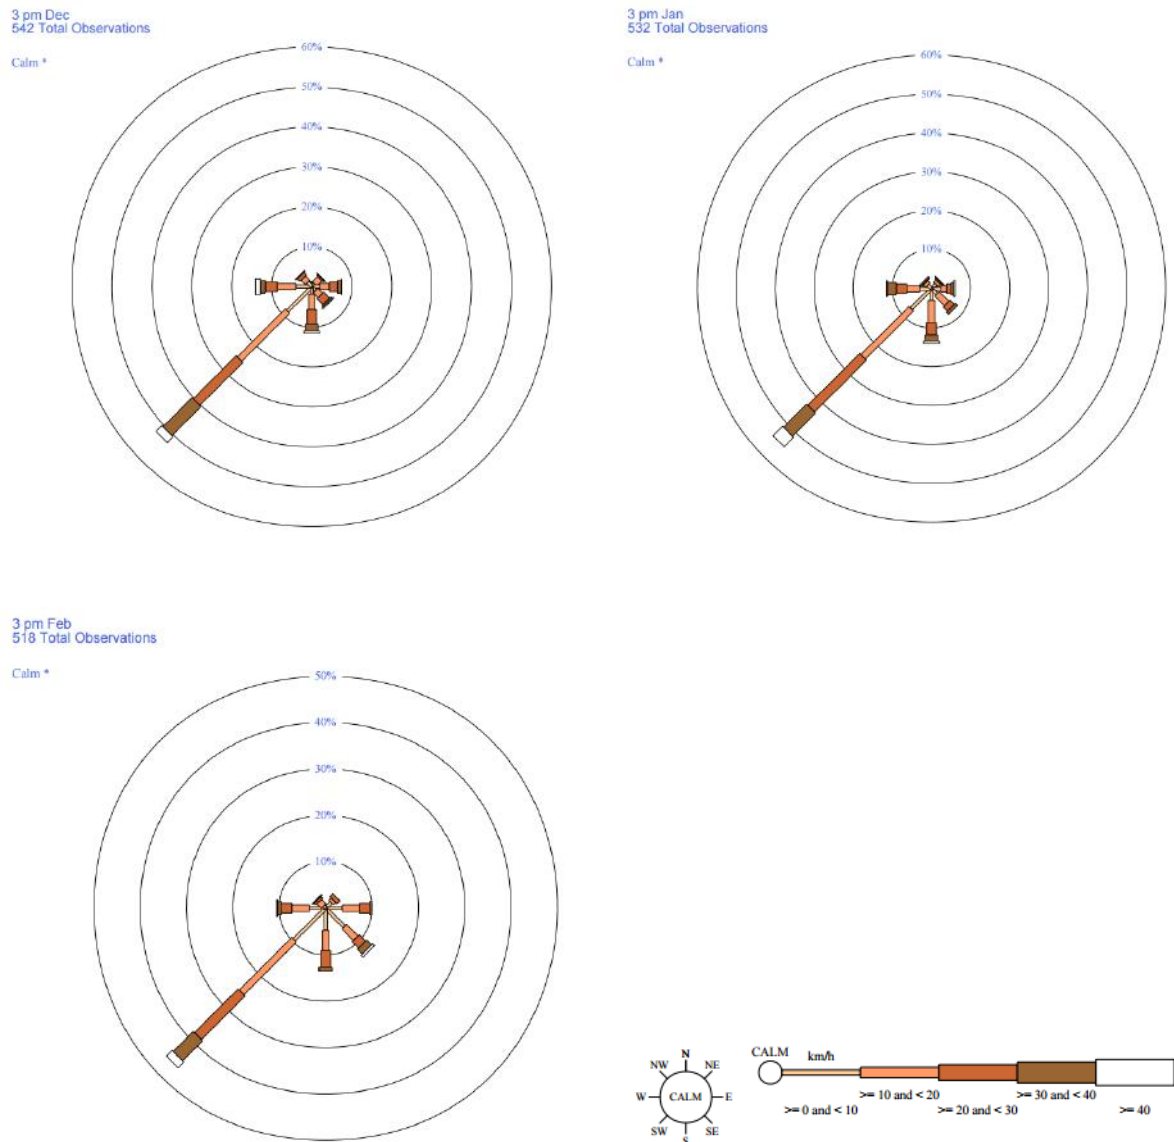 3 pm Dec
542 Total Observations
Calm *
60%
50%
40%
30%
20%
10%
3 pm Jan
532 Total Observations
Calm *
60%
50%
40%
30%
20%
10%
3 pm Feb
518 Total Observations
Calm *
50%
40%
30%
20%
10%
N
NW NE
W CALM E
SW SE
S
CALM km/h
>= 10 and < 20 >= 30 and < 40
>= 0 and < 10 >= 20 and < 30 >= 40